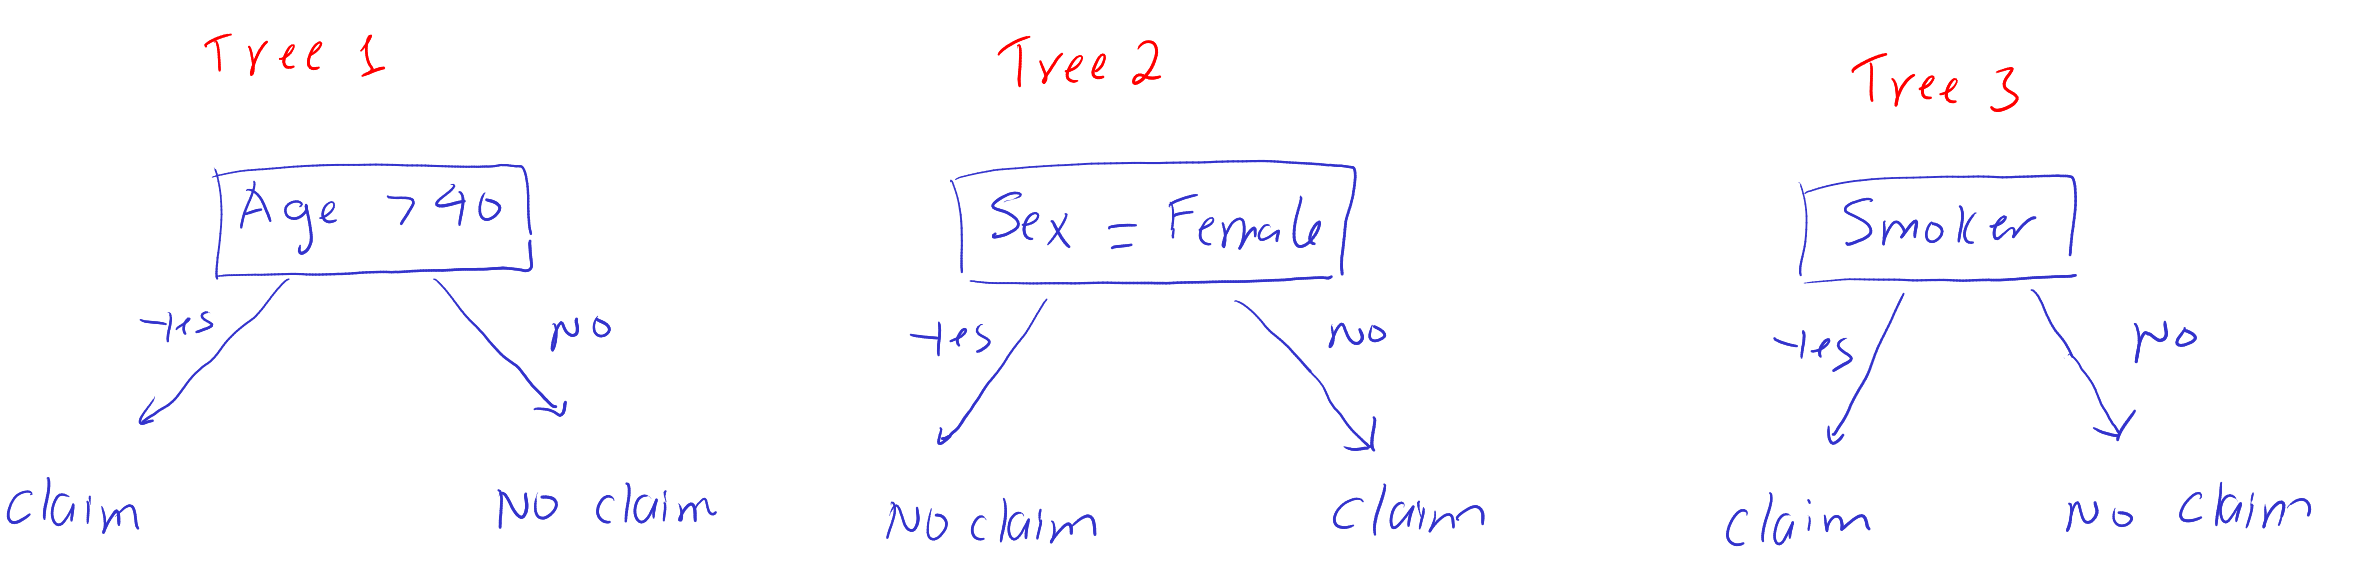 Tree 1
Age > 40
Yes
No
Claim
No claim
Tree 2
Sex = Female
Yes
No
No claim
Claim
Tree 3
Smoker
Yes
No
Claim
No claim